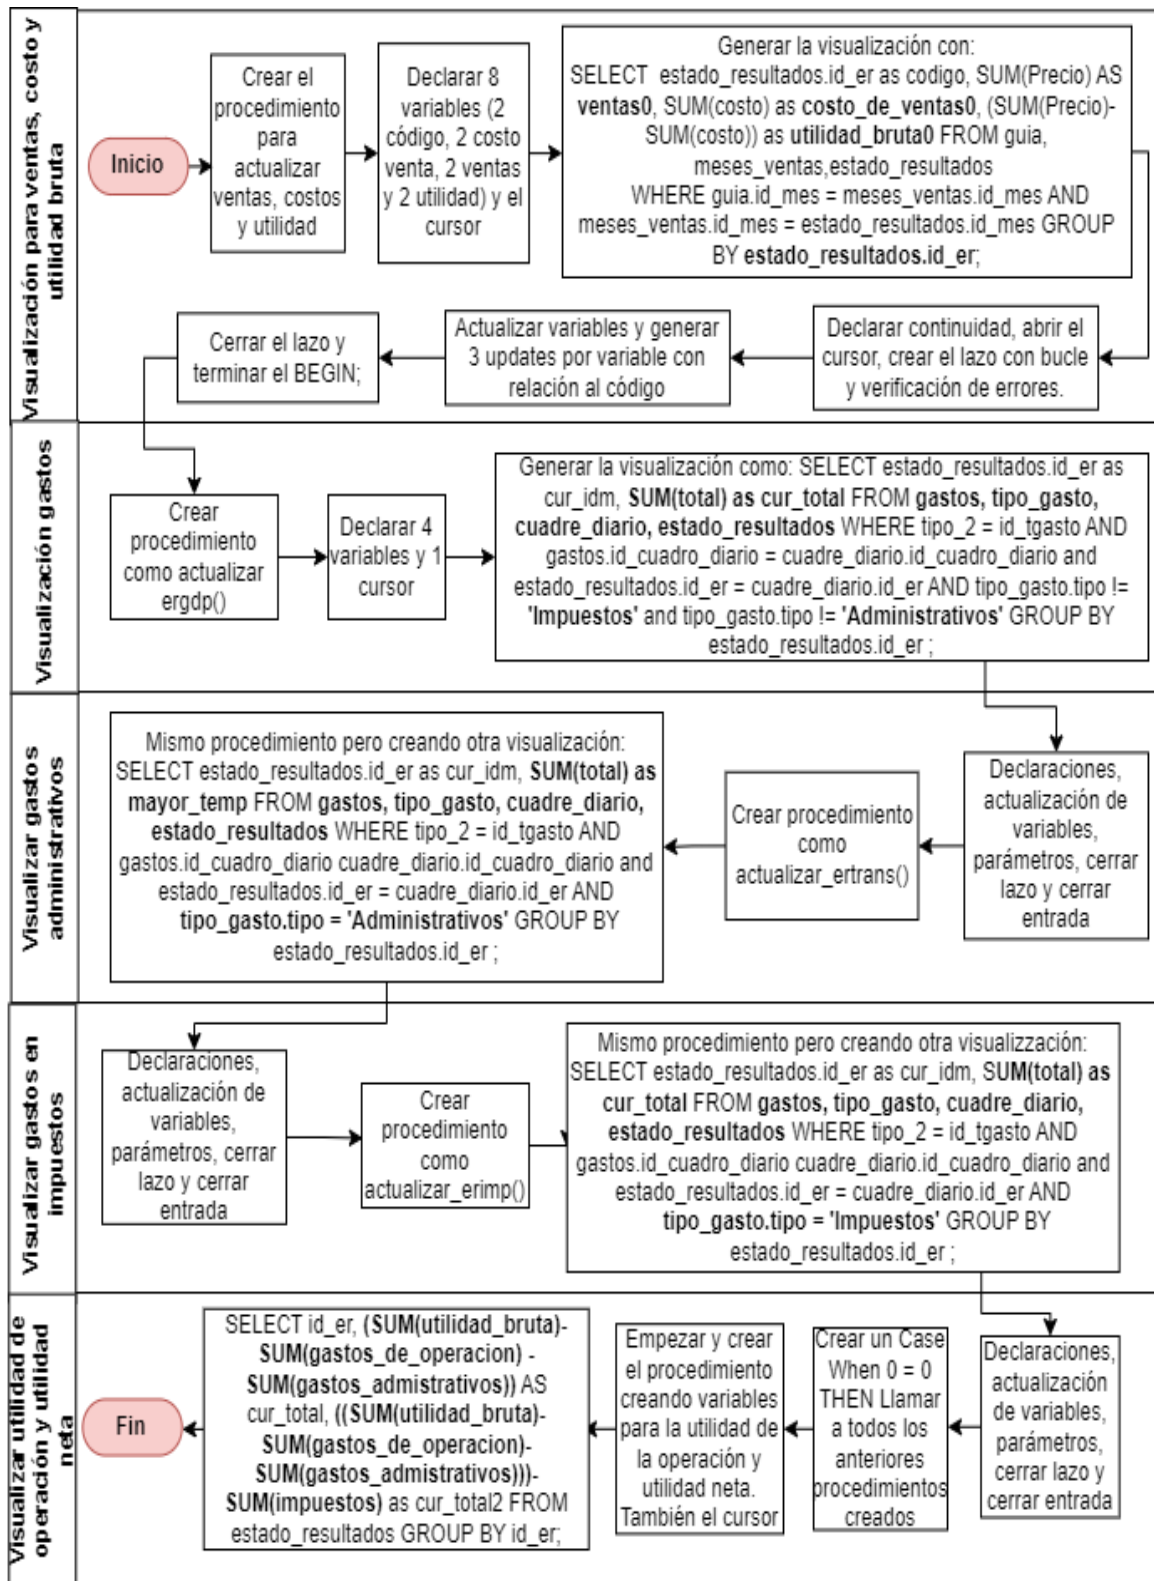 Visualización para ventas, costo y
utilidad bruta
Inicio
Crear el
procedimiento
para
actualizar
ventas, costos
y utilidad
Declarar 8
variables (2
código, 2 costo
venta, 2 ventas
y 2 utilidad) y el
cursor
Generar la visualización con:
SELECT estado_resultados.id_er as codigo, SUM(Precio) AS
ventas0, SUM(costo) as costo_de_ventas0, (SUM(Precio)-
SUM(costo)) as utilidad_bruta0 FROM guia,
meses_ventas,estado_resultados
WHERE guia.id_mes = meses_ventas.id_mes AND
meses_ventas.id_mes = estado_resultados.id_mes GROUP
BY estado_resultados.id_er;
Declarar continuidad, abrir el
cursor, crear el lazo con bucle
y verificación de errores.
Actualizar variables y generar
3 updates por variable con
relación al código
Cerrar el lazo y
terminar el BEGIN;
Visualización gastos
Crear
procedimiento
como actualizar
ergdp()
Declarar 4
variables y 1
cursor
Generar la visualización como: SELECT estado_resultados.id_er as
cur_idm, SUM(total) as cur_total FROM gastos, tipo_gasto,
cuadre_diario, estado_resultados WHERE tipo_2 = id_tgasto AND
gastos.id_cuadro_diario = cuadre_diario.id_cuadro_diario and
estado_resultados.id_er = cuadre_diario.id_er AND tipo_gasto.tipo !=
'Impuestos' and tipo_gasto.tipo != 'Administrativos' GROUP BY
estado_resultados.id_er ;
Visualizar gastos
administrativos
Declaraciones,
actualización de
variables,
parámetros, cerrar
lazo y cerrar
entrada
Crear procedimiento
como
actualizar_ertrans()
Mismo procedimiento pero creando otra visualización:
SELECT estado_resultados.id_er as cur_idm, SUM(total) as
mayor_temp FROM gastos, tipo_gasto, cuadre_diario,
estado_resultados WHERE tipo_2 = id_tgasto AND
gastos.id_cuadro_diario cuadre_diario.id_cuadro_diario and
estado_resultados.id_er = cuadre_diario.id_er AND
tipo_gasto.tipo = 'Administrativos' GROUP BY
estado_resultados.id_er ;
Visualizar gastos en
impuestos
Declaraciones,
actualización de
variables,
parámetros, cerrar
lazo y cerrar
entrada
Crear
procedimiento
como
actualizar_erimp()
Mismo procedimiento pero creando otra visualizzación:
SELECT estado_resultados.id_er as cur_idm, SUM(total) as
cur_total FROM gastos, tipo_gasto, cuadre_diario,
estado_resultados WHERE tipo_2 = id_tgasto AND
gastos.id_cuadro_diario cuadre_diario.id_cuadro_diario and
estado_resultados.id_er = cuadre_diario.id_er AND
tipo_gasto.tipo = 'Impuestos' GROUP BY
estado_resultados.id_er ;
Visualizar utilidad de
operación y utilidad
neta
Declaraciones,
actualización
de variables,
parámetros,
cerrar lazo y
cerrar entrada
Crear un Case
When 0 = 0
THEN Llamar
a todos los
anteriores
procedimientos
creados
Empezar y crear
el procedimiento
creando variables
para la utilidad de
la operación y
utilidad neta.
También el cursor
SELECT id_er, (SUM(utilidad_bruta)-
SUM(gastos_de_operacion) -
SUM(gastos_admistrativos)) AS
cur_total, ((SUM(utilidad_bruta)-
SUM(gastos_de_operacion)-
SUM(gastos_admistrativos)))-
SUM(impuestos) as cur_total2 FROM
estado_resultados GROUP BY id_er;
Fin